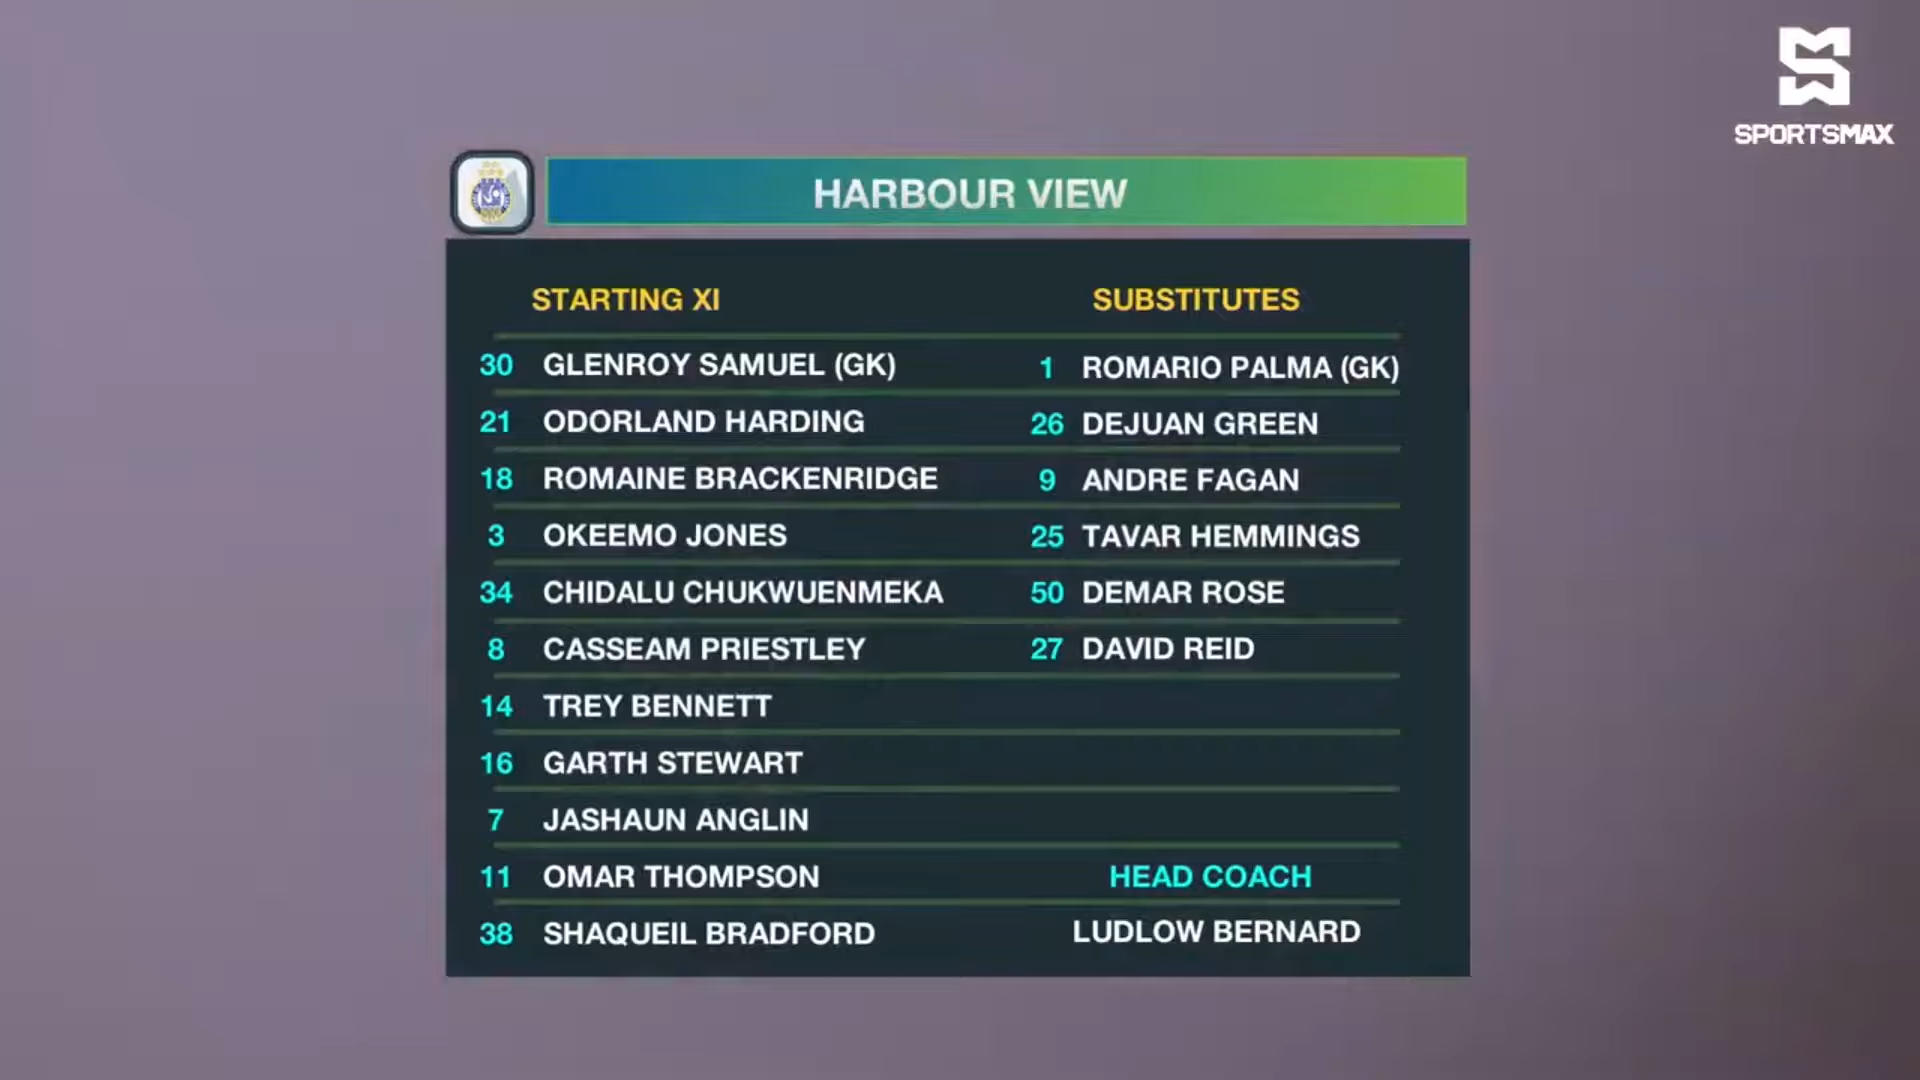 SPORTSMAX
HARBOUR VIEW
STARTING XI
30 GLENROY SAMUEL (GK)
21 ODORLAND HARDING
18 ROMAINE BRACKENRIDGE
3 OKEEMO JONES
34 CHIDALU CHUKWUENMEKA
8 CASSEAM PRIESTLEY
14 TREY BENNETT
16 GARTH STEWART
7 JASHAUN ANGLIN
11 OMAR THOMPSON
38 SHAQUEIL BRADFORD
SUBSTITUTES
1 ROMARIO PALMA (GK)
26 DEJUAN GREEN
9 ANDRE FAGAN
25 TAVAR HEMMINGS
50 DEMAR ROSE
27 DAVID REID
HEAD COACH
LUDLOW BERNARD